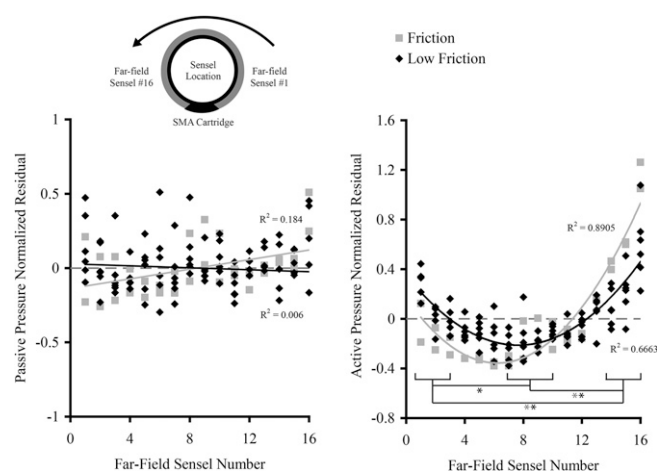 Friction
Low Friction
Far-field
Sensel #16
Sensel
Location
Far-field
Sensel #1
SMA Cartridge
Passive Pressure Normalized Residual
1
0.5
0
-0.5
-1
R² = 0.184
R² = 0.006
0 4 8 12 16
Far-Field Sensel Number
Active Pressure Normalized Residual
1.6
1.2
0.8
0.4
0
-0.4
-0.8
R² = 0.8905
R² = 0.6663
*
**
**
0 4 8 12 16
Far-Field Sensel Number